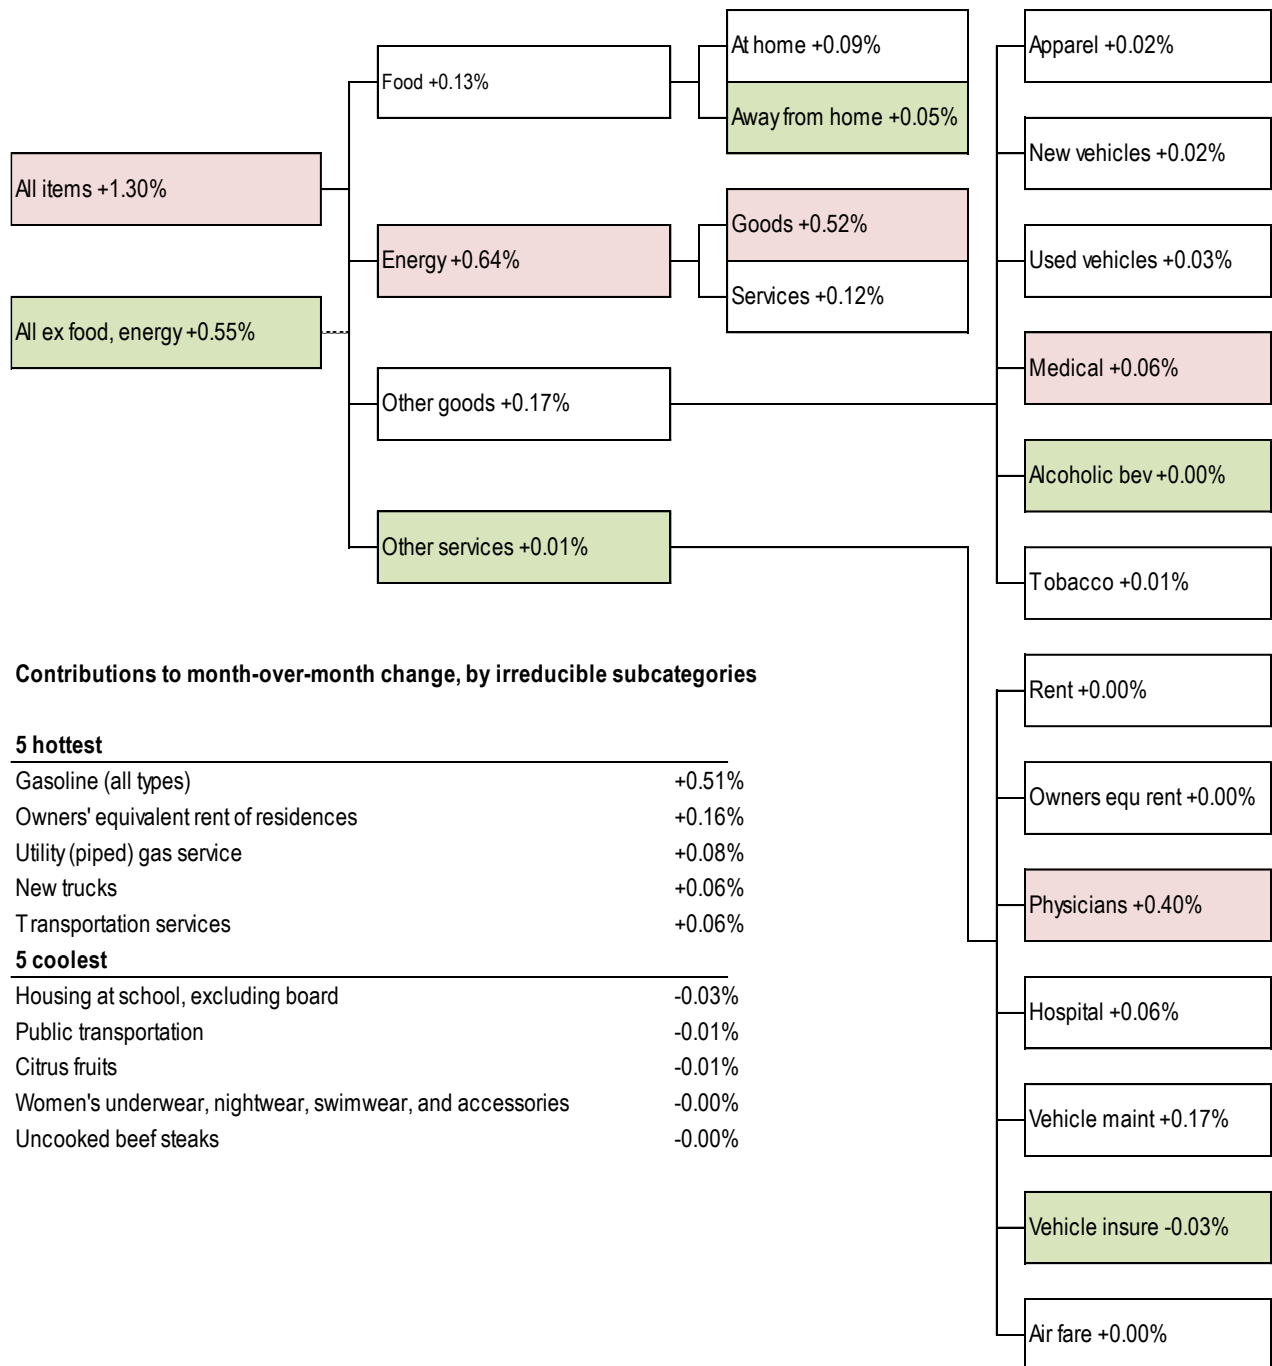 All items +1.30%
All ex food, energy +0.55%
Food +0.13%
Energy +0.64%
Other goods +0.17%
Other services +0.01%
At home +0.09%
Away from home +0.05%
Goods +0.52%
Services +0.12%
Apparel +0.02%
New vehicles +0.02%
Used vehicles +0.03%
Medical +0.06%
Alcoholic bev +0.00%
Tobacco +0.01%
Rent +0.00%
Owners equ rent +0.00%
Physicians +0.40%
Hospital +0.06%
Vehicle maint +0.17%
Vehicle insure -0.03%
Air fare +0.00%
Contributions to month-over-month change, by irreducible subcategories
5 hottest
Gasoline (all types) +0.51%
Owners' equivalent rent of residences +0.16%
Utility (piped) gas service +0.08%
New trucks +0.06%
Transportation services +0.06%
5 coolest
Housing at school, excluding board -0.03%
Public transportation -0.01%
Citrus fruits -0.01%
Women's underwear, nightwear, swimwear, and accessories -0.00%
Uncooked beef steaks -0.00%